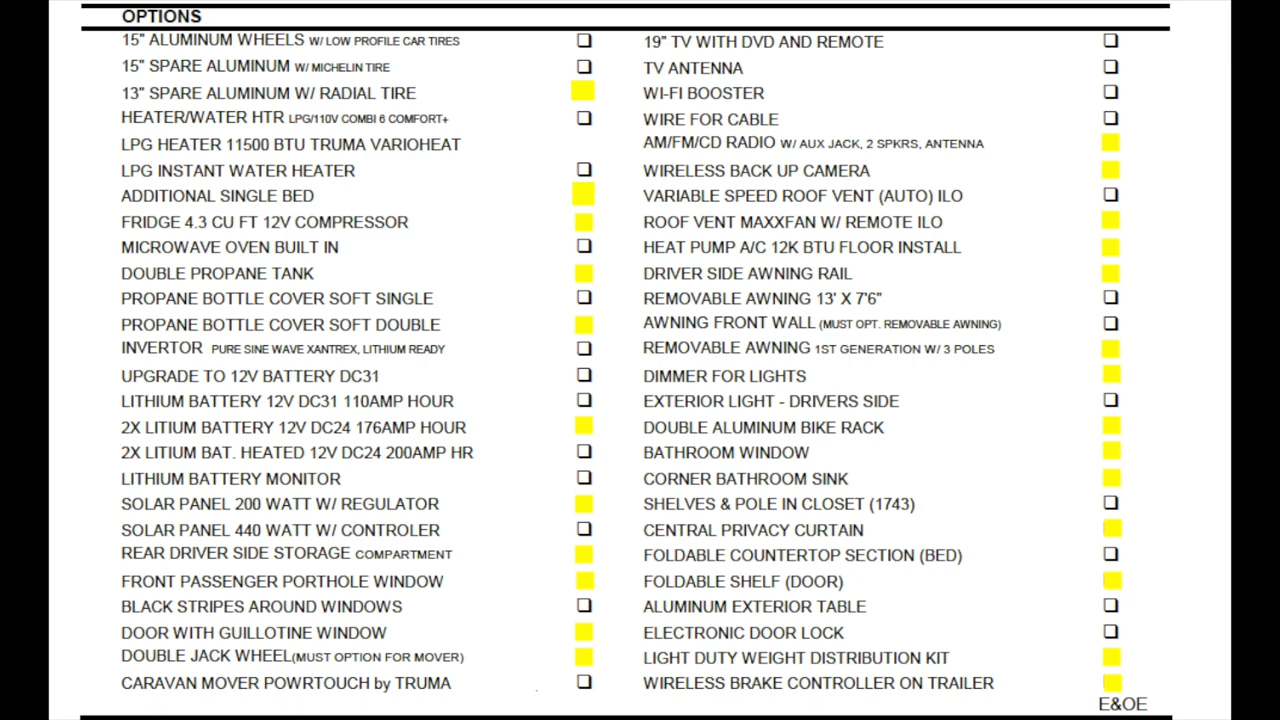 OPTIONS
15" ALUMINUM WHEELS W/ LOW PROFILE CAR TIRES
15" SPARE ALUMINUM W/ MICHELIN TIRE
13" SPARE ALUMINUM W/ RADIAL TIRE
HEATER/WATER HTR LPG/110V COMBI 6 COMFORT+
LPG HEATER 11500 BTU TRUMA VARIOHEAT
LPG INSTANT WATER HEATER
ADDITIONAL SINGLE BED
FRIDGE 4.3 CU FT 12V COMPRESSOR
MICROWAVE OVEN BUILT IN
DOUBLE PROPANE TANK
PROPANE BOTTLE COVER SOFT SINGLE
PROPANE BOTTLE COVER SOFT DOUBLE
INVERTOR PURE SINE WAVE XANTREX, LITHIUM READY
UPGRADE TO 12V BATTERY DC31
LITHIUM BATTERY 12V DC31 110AMP HOUR
2X LITIUM BATTERY 12V DC24 176AMP HOUR
2X LITIUM BAT. HEATED 12V DC24 200AMP HR
LITHIUM BATTERY MONITOR
SOLAR PANEL 200 WATT W/ REGULATOR
SOLAR PANEL 440 WATT W/ CONTROLER
REAR DRIVER SIDE STORAGE COMPARTMENT
FRONT PASSENGER PORTHOLE WINDOW
BLACK STRIPES AROUND WINDOWS
DOOR WITH GUILLOTINE WINDOW
DOUBLE JACK WHEEL(MUST OPTION FOR MOVER)
CARAVAN MOVER POWRTOUCH by TRUMA
19" TV WITH DVD AND REMOTE
TV ANTENNA
WI-FI BOOSTER
WIRE FOR CABLE
AM/FM/CD RADIO W/ AUX JACK, 2 SPKRS, ANTENNA
WIRELESS BACK UP CAMERA
VARIABLE SPEED ROOF VENT (AUTO) ILO
ROOF VENT MAXXFAN W/ REMOTE ILO
HEAT PUMP A/C 12K BTU FLOOR INSTALL
DRIVER SIDE AWNING RAIL
REMOVABLE AWNING 13' X 7'6"
AWNING FRONT WALL (MUST OPT. REMOVABLE AWNING)
REMOVABLE AWNING 1ST GENERATION W/ 3 POLES
DIMMER FOR LIGHTS
EXTERIOR LIGHT - DRIVERS SIDE
DOUBLE ALUMINUM BIKE RACK
BATHROOM WINDOW
CORNER BATHROOM SINK
SHELVES & POLE IN CLOSET (1743)
CENTRAL PRIVACY CURTAIN
FOLDABLE COUNTERTOP SECTION (BED)
FOLDABLE SHELF (DOOR)
ALUMINUM EXTERIOR TABLE
ELECTRONIC DOOR LOCK
LIGHT DUTY WEIGHT DISTRIBUTION KIT
WIRELESS BRAKE CONTROLLER ON TRAILER
E&OE